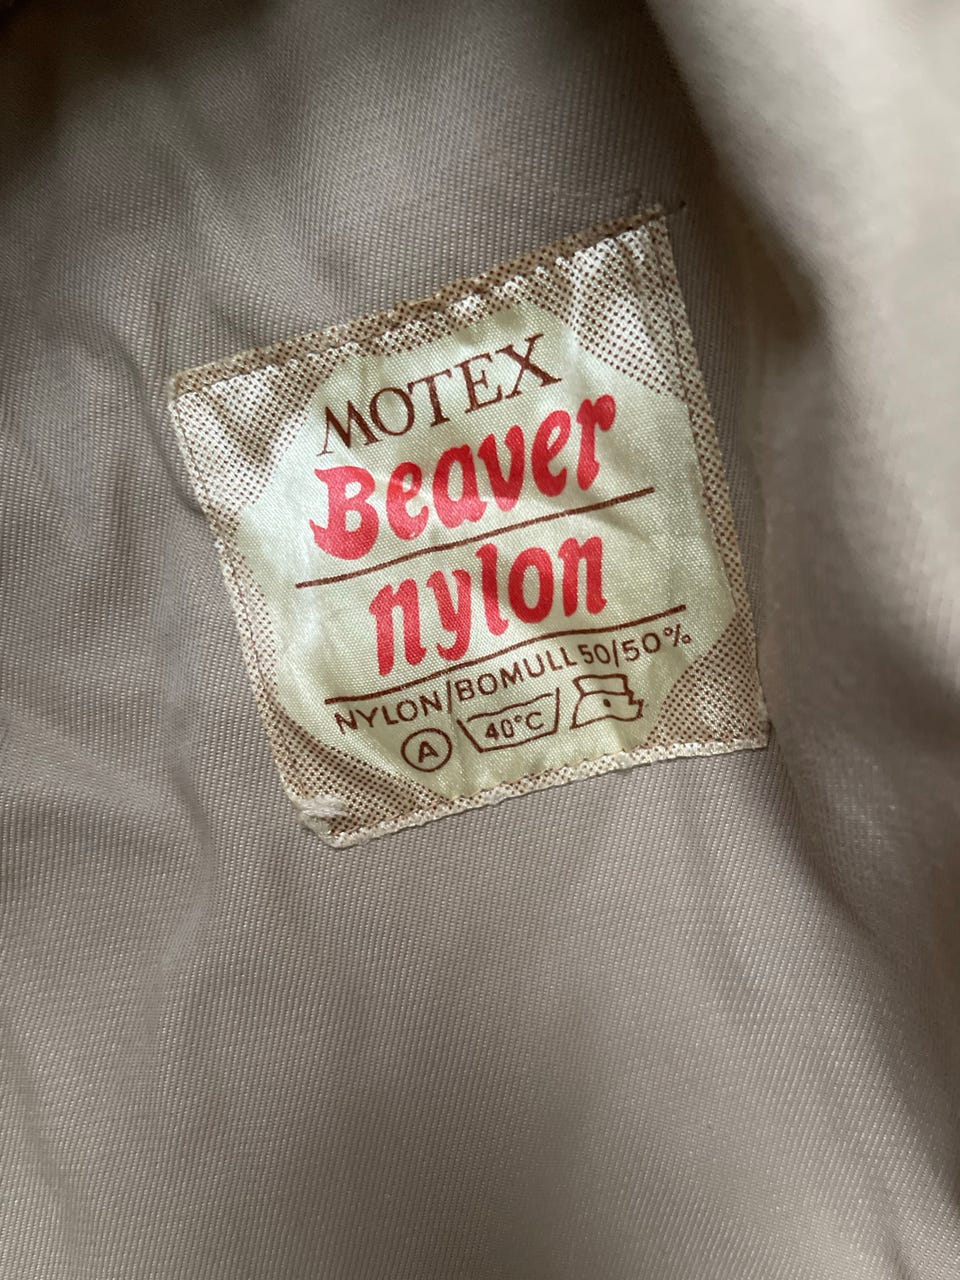 MOTEX
Beaver
nylon
NYLON/BOMULL 50/50%
A 40°C